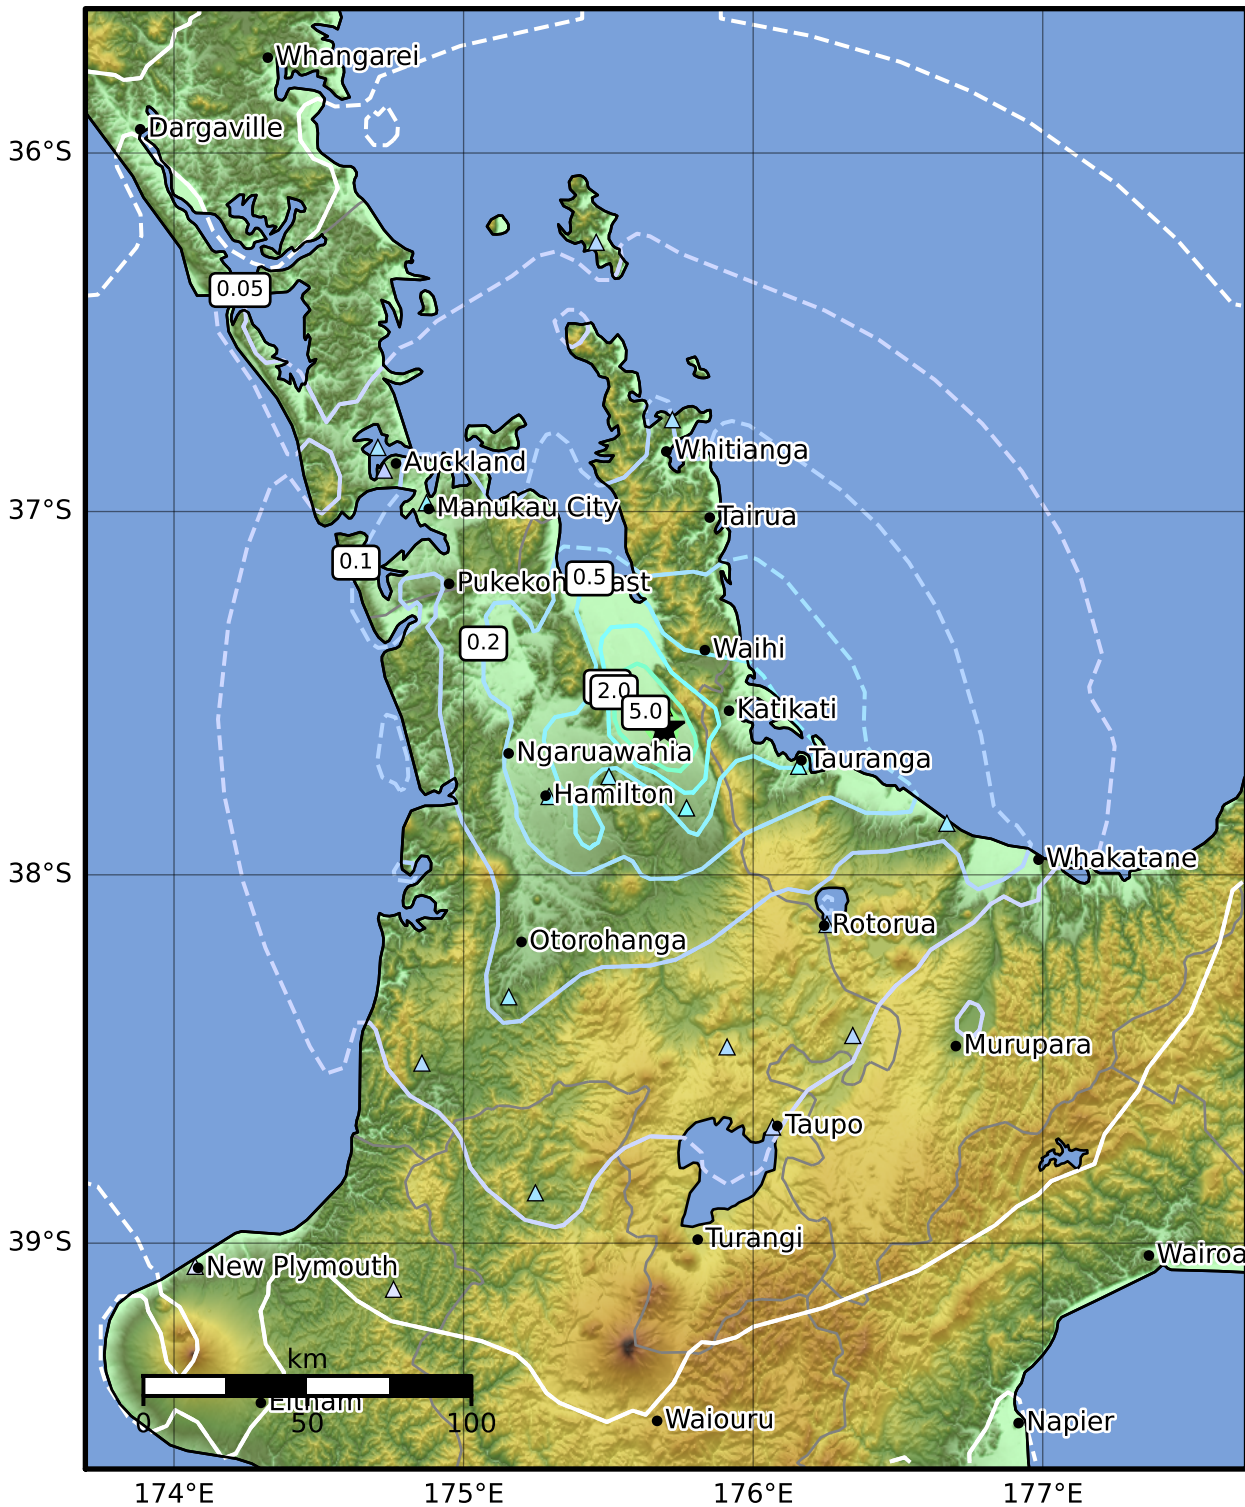 Whangarei
Dargaville
36°S
0.05
Auckland
Whitianga
Manukau City
37°S
Tairua
0.1
0.5
Pukekohe East
0.2
Waihi
2.0
5.0
Katikati
Ngaruawahia
Tauranga
Hamilton
Whakatane
38°S
Rotorua
Otorohanga
Murupara
Taupo
Turangi
39°S
Wairoa
New Plymouth
km
Eltham
0 50 100
Waiouru
Napier
174°E 175°E 176°E 177°E